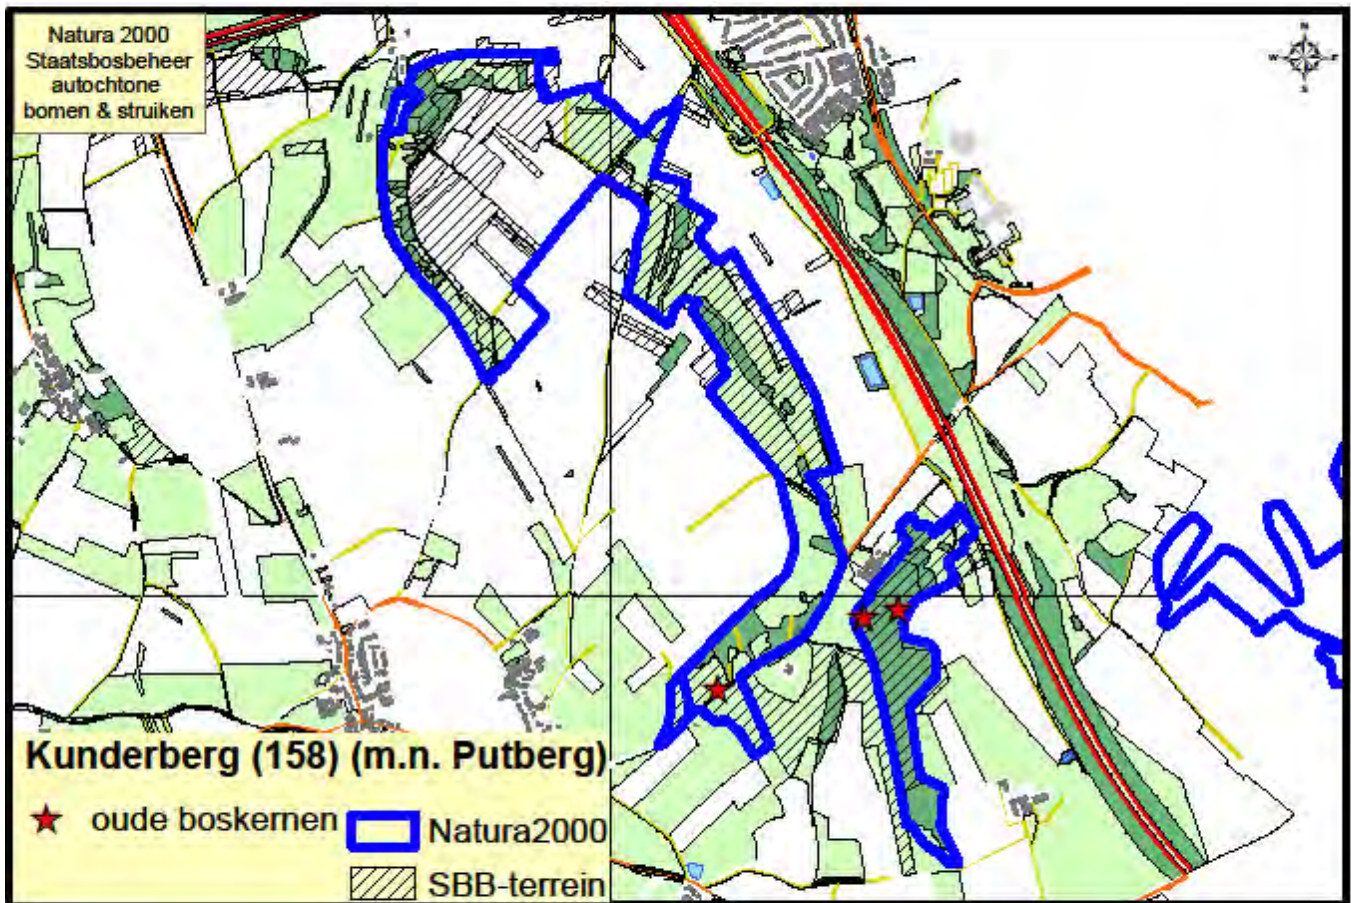 Natura 2000
Staatsbosbeheer
autochtone
bomen & struiken
N
W E
S
Kunderberg (158) (m.n. Putberg)
oude boskernen
Natura2000
SBB-terrein